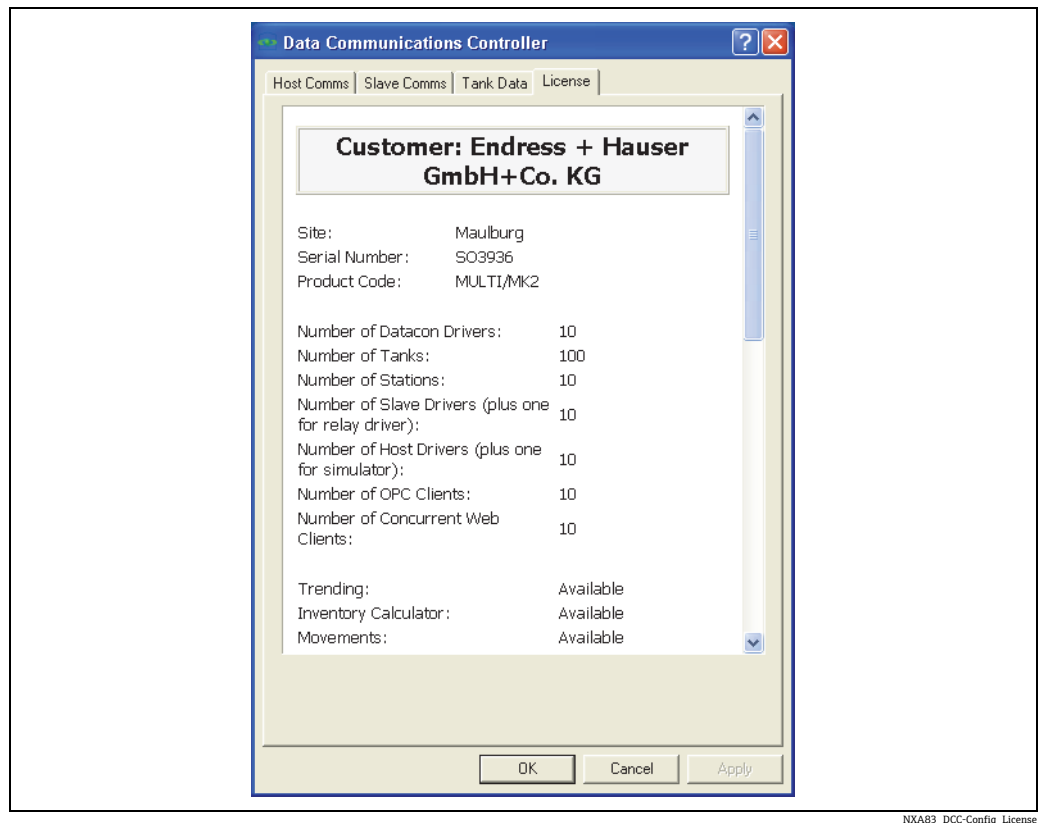 Data Communications Controller
Host Comms Slave Comms Tank Data License
Customer: Endress + Hauser
GmbH+Co. KG
Site: Maulburg
Serial Number: SO3936
Product Code: MULTI/MK2
Number of Datacon Drivers: 10
Number of Tanks: 100
Number of Stations: 10
Number of Slave Drivers (plus one
for relay driver): 10
Number of Host Drivers (plus one
for simulator): 10
Number of OPC Clients: 10
Number of Concurrent Web
Clients: 10
Trending: Available
Inventory Calculator: Available
Movements: Available
OK Cancel Apply
NXA83_DCC-Config_License